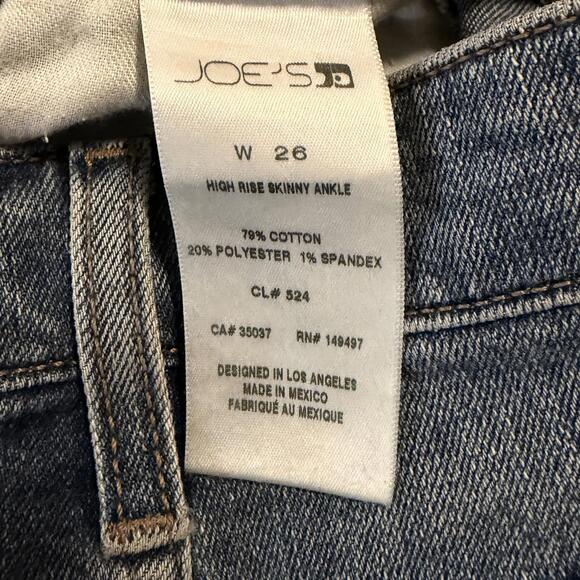 JOE'S
W 26
HIGH RISE SKINNY ANKLE
79% COTTON
20% POLYESTER 1% SPANDEX
CL# 524
CA# 35037 RN# 149497
DESIGNED IN LOS ANGELES
MADE IN MEXICO
FABRIQUÉ AU MEXIQUE